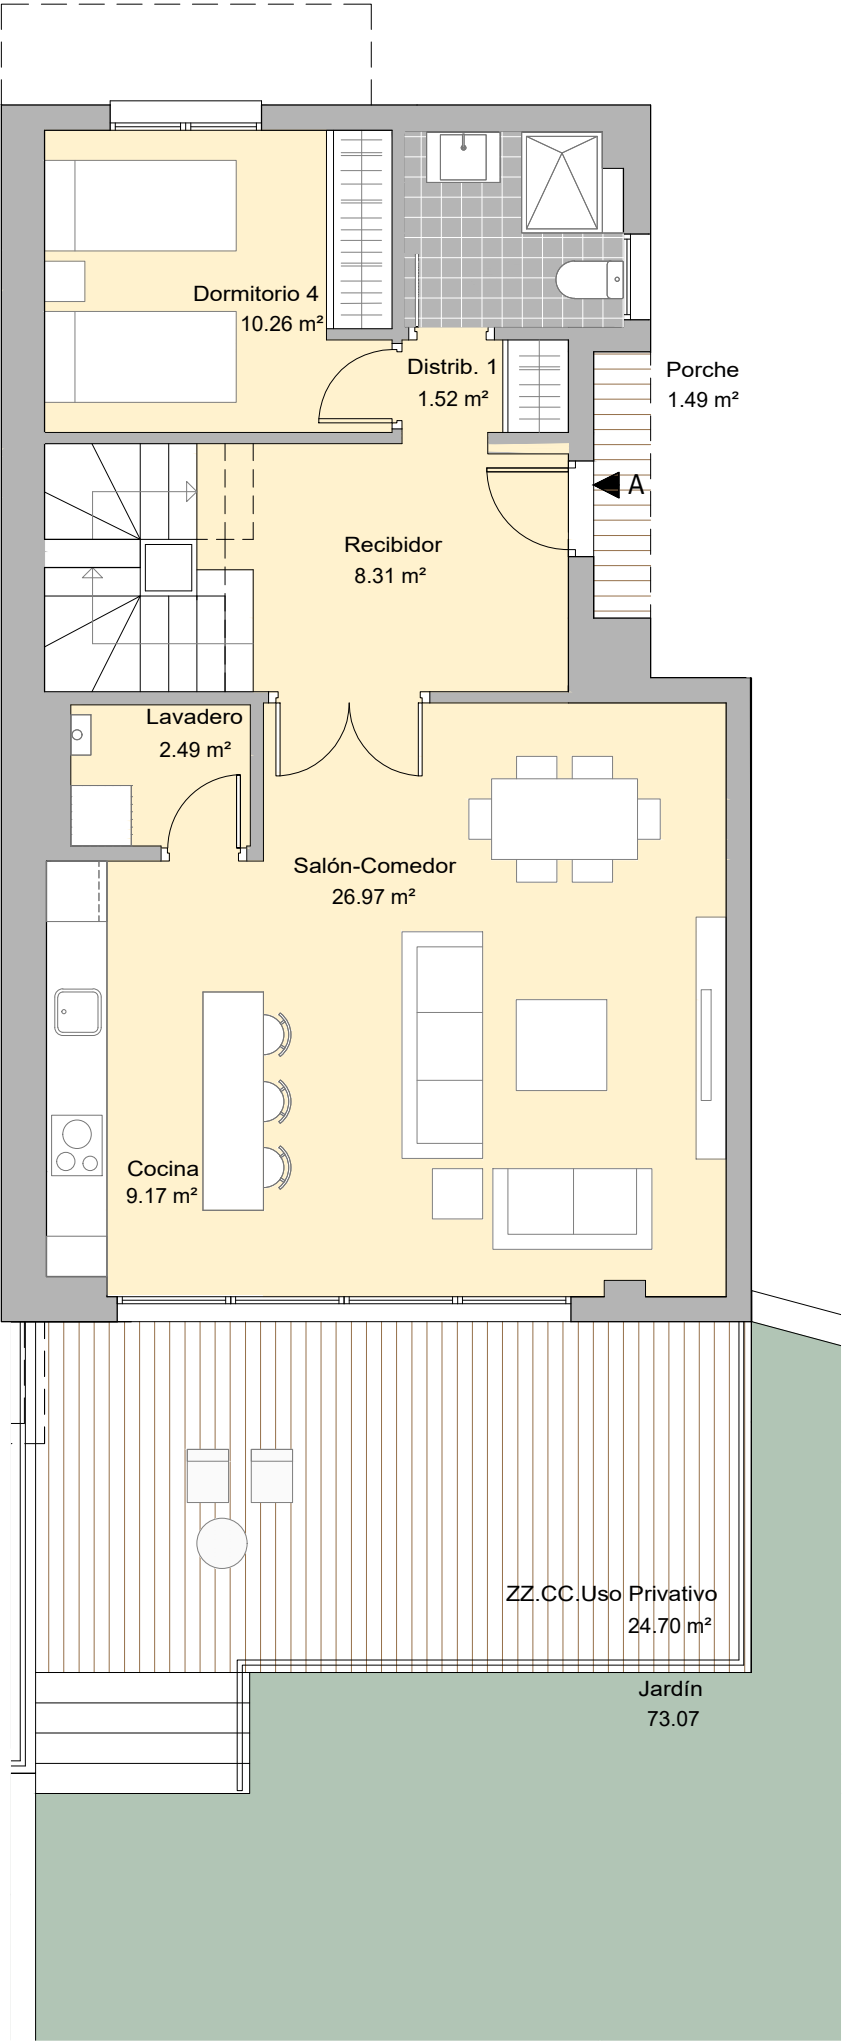 Dormitorio 4
10.26 m²
Distrib. 1
1.52 m²
Porche
1.49 m²
A
Recibidor
8.31 m²
Lavadero
2.49 m²
Salón-Comedor
26.97 m²
Cocina
9.17 m²
ZZ.CC.Uso Privativo
24.70 m²
Jardín
73.07